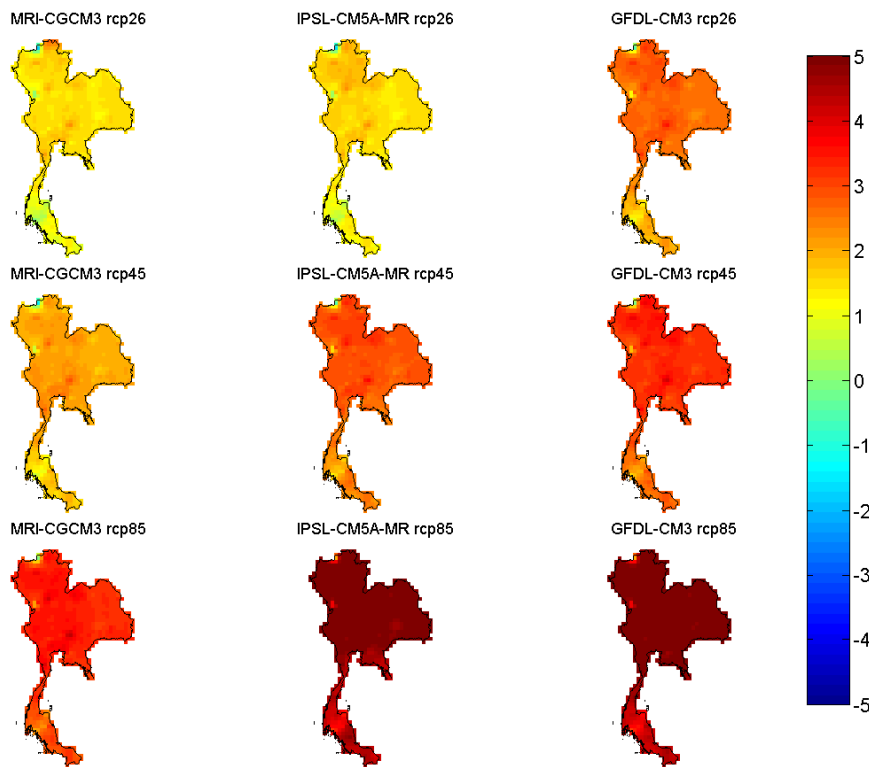 MRI-CGCM3 rcp26
IPSL-CM5A-MR rcp26
GFDL-CM3 rcp26
MRI-CGCM3 rcp45
IPSL-CM5A-MR rcp45
GFDL-CM3 rcp45
MRI-CGCM3 rcp85
IPSL-CM5A-MR rcp85
GFDL-CM3 rcp85
5
4
3
2
1
0
-1
-2
-3
-4
-5